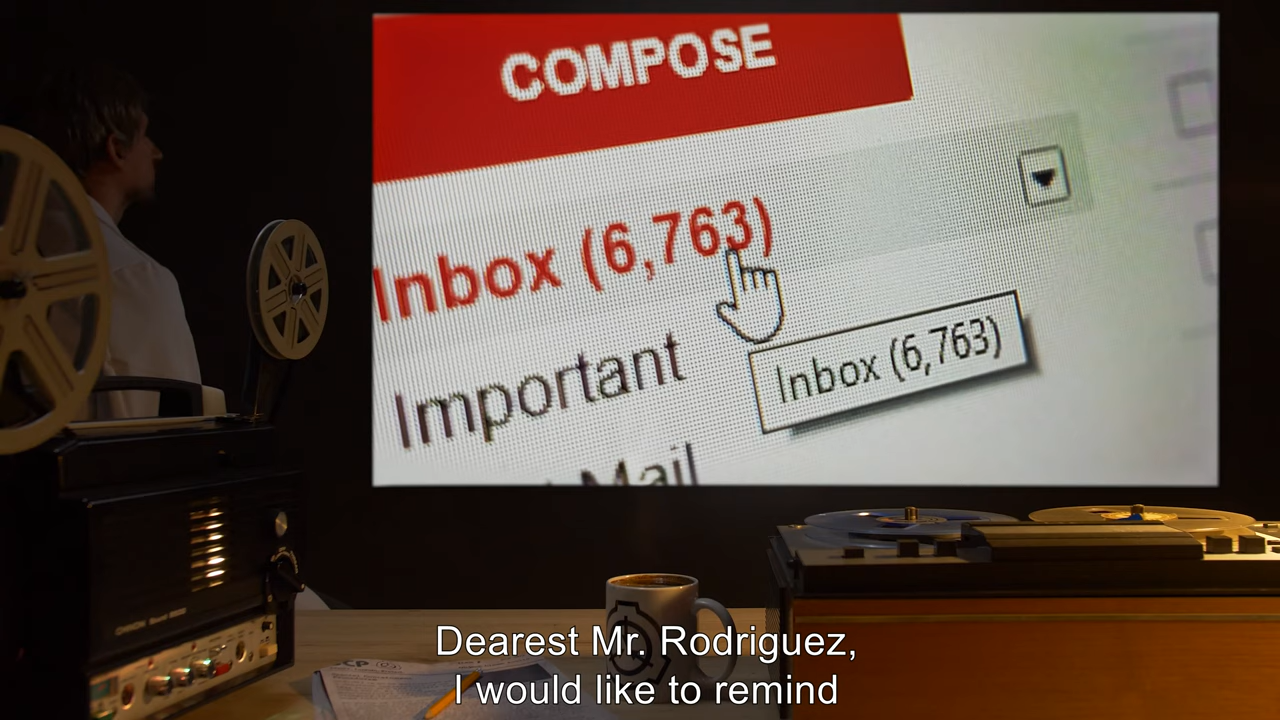 COMPOSE
Inbox (6,763)
Important
Inbox (6,763)
Mail
Dearest Mr. Rodriguez,
I would like to remind